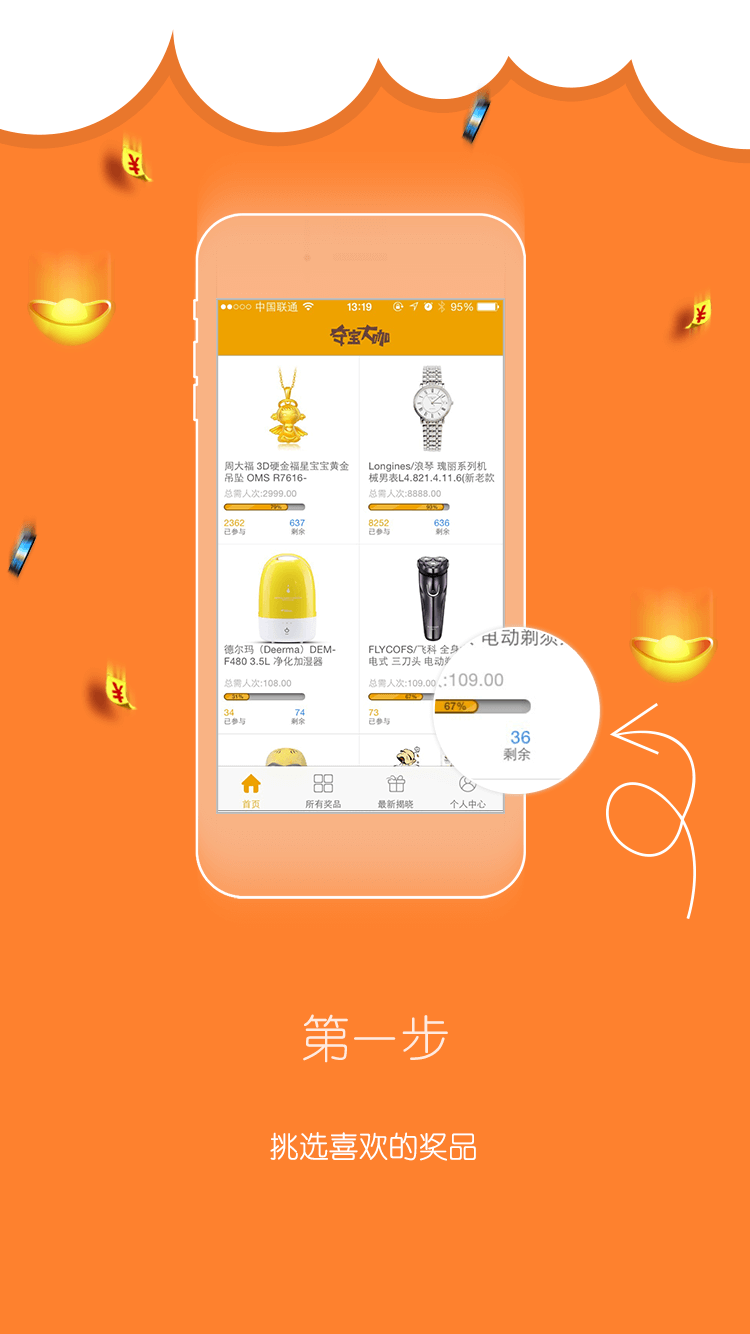 ¥
¥
中国联通 13:19 95%
夺宝大咖
周大福 3D硬金福星宝宝黄金
吊坠 OMS R7616-
总需人次:2999.00
79%
2362 637
已参与 剩余
Longines/浪琴 瑰丽系列机
械男表L4.821.4.11.6(新老款
总需人次:8888.00
93%
8252 636
已参与 剩余
德尔玛（Deerma）DEM-
F480 3.5L 净化加湿器
总需人次:108.00
31%
34 74
已参与 剩余
FLYCOFS/飞科 全身
电式 三刀头 电动剃
总需人次:109.00
67%
73
已参与
电动剃须
:109.00
67%
36
剩余
¥
首页 所有奖品 最新揭晓 个人中心
第一步
挑选喜欢的奖品